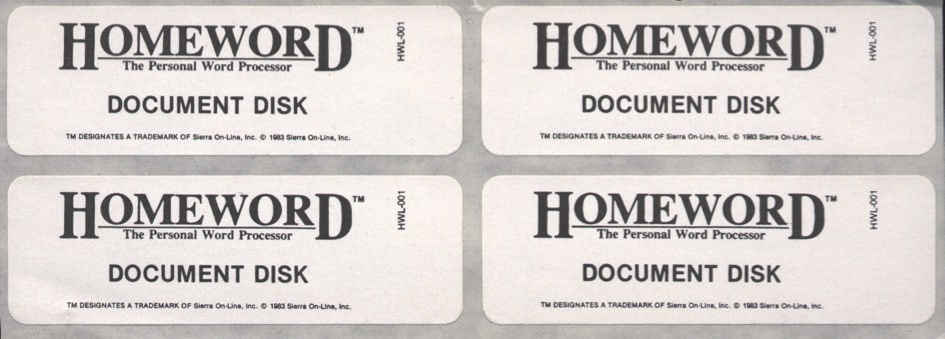 HOMEWORD™
The Personal Word Processor
HWL-001
DOCUMENT DISK
TM DESIGNATES A TRADEMARK OF Sierra On-Line, Inc. © 1983 Sierra On-Line, Inc.
HOMEWORD™
The Personal Word Processor
HWL-001
DOCUMENT DISK
TM DESIGNATES A TRADEMARK OF Sierra On-Line, Inc. © 1983 Sierra On-Line, Inc.
HOMEWORD™
The Personal Word Processor
HWL-001
DOCUMENT DISK
TM DESIGNATES A TRADEMARK OF Sierra On-Line, Inc. © 1983 Sierra On-Line, Inc.
HOMEWORD™
The Personal Word Processor
HWL-001
DOCUMENT DISK
TM DESIGNATES A TRADEMARK OF Sierra On-Line, Inc. © 1983 Sierra On-Line, Inc.